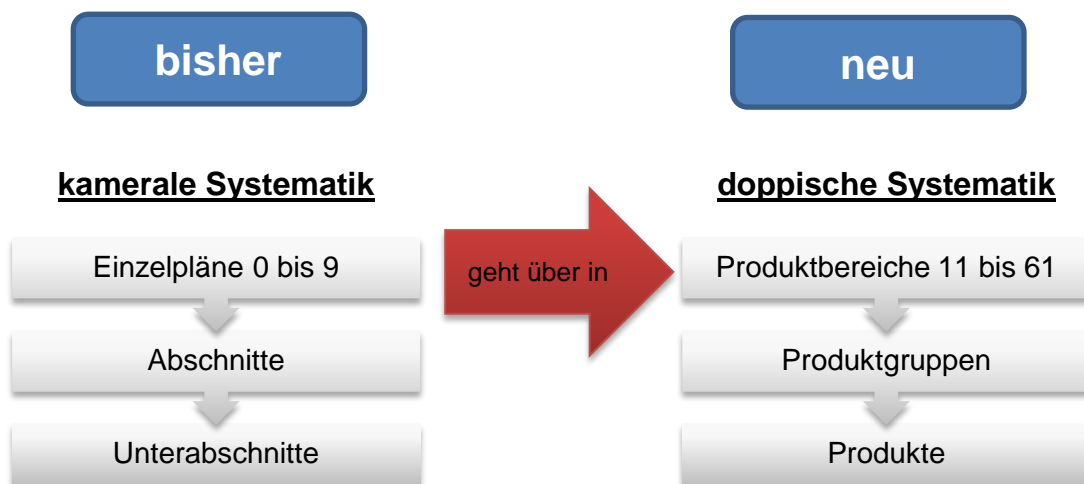 bisher
neu
kamerale Systematik
doppische Systematik
Einzelpläne 0 bis 9
geht über in
Produktbereiche 11 bis 61
Abschnitte
Produktgruppen
Unterabschnitte
Produkte